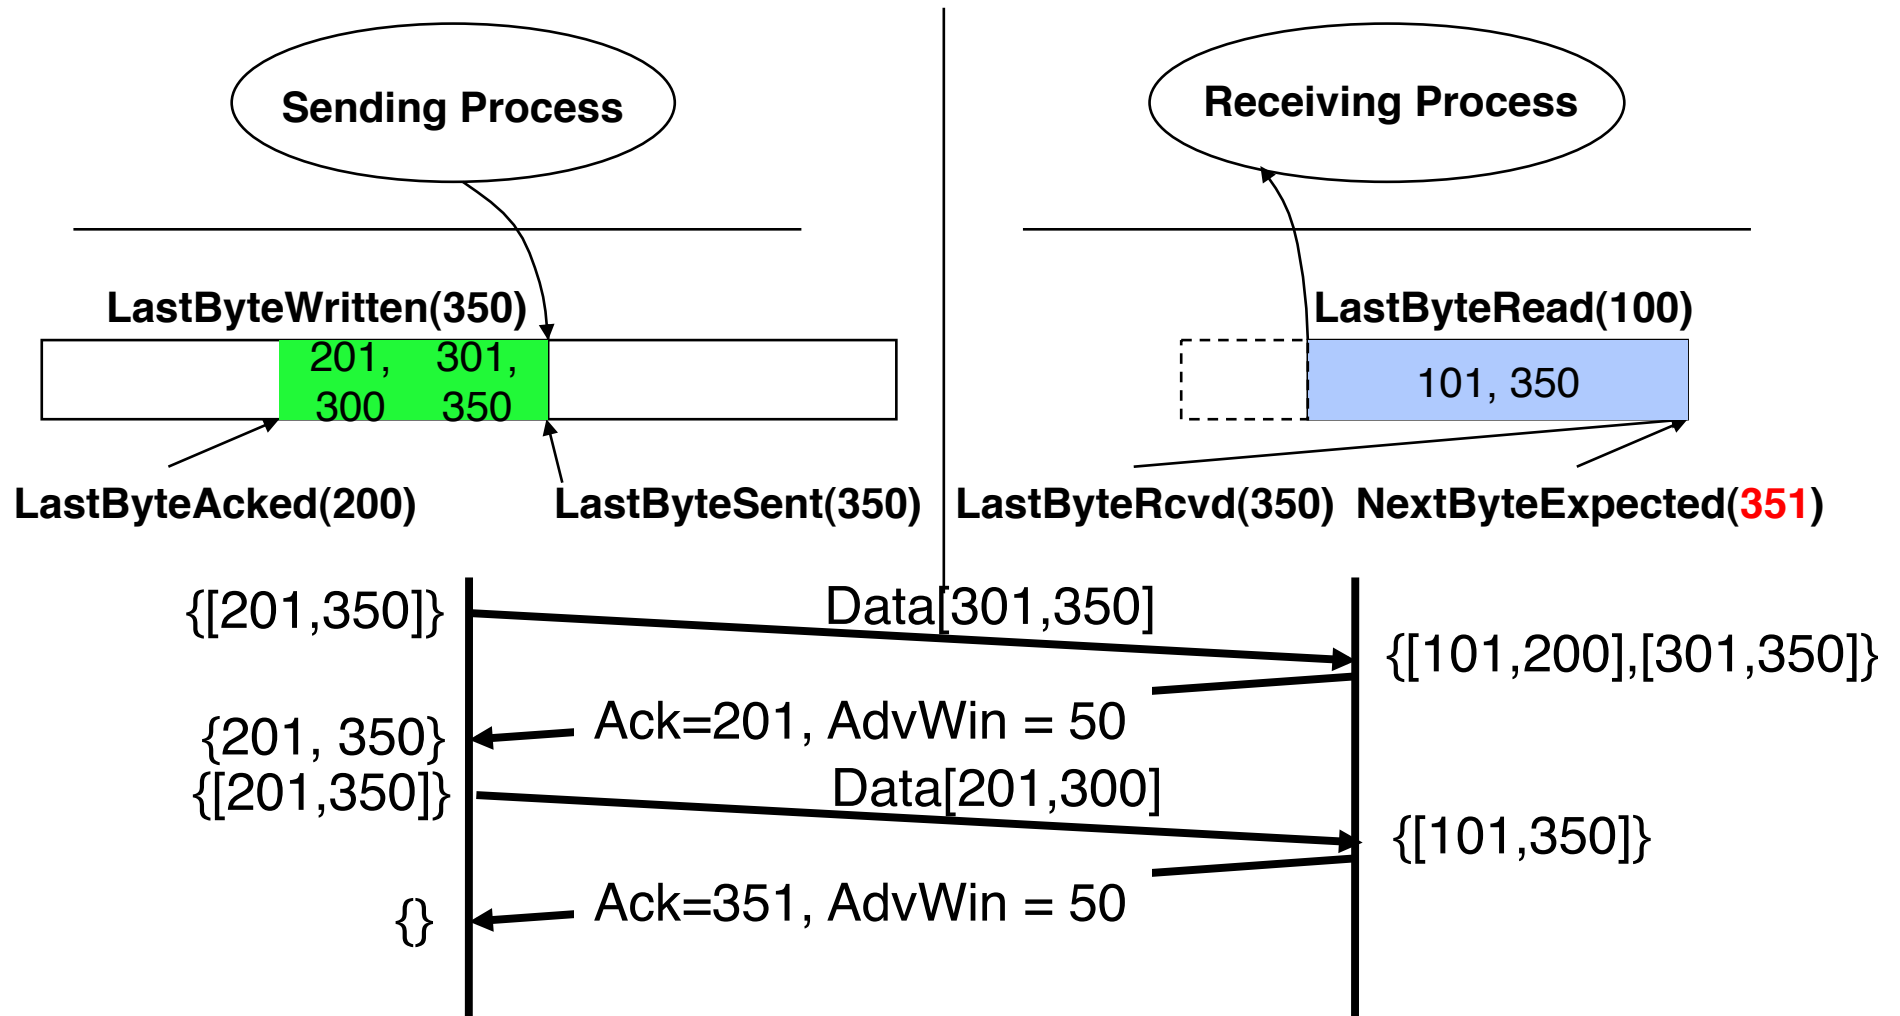 Sending Process
Receiving Process
LastByteWritten(350)
LastByteRead(100)
201, 301,
300 350
101, 350
LastByteAcked(200)
LastByteSent(350)
LastByteRcvd(350)
NextByteExpected(351)
{[201,350]}
Data[301,350]
{[101,200],[301,350]}
Ack=201, AdvWin = 50
{201, 350}
{[201,350]}
Data[201,300]
{[101,350]}
Ack=351, AdvWin = 50
{}